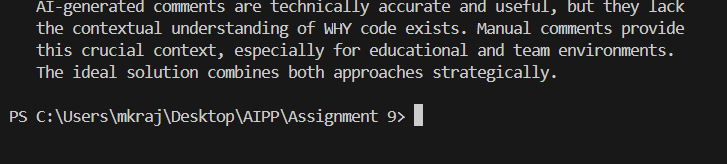 AI-generated comments are technically accurate and useful, but they lack
the contextual understanding of WHY code exists. Manual comments provide
this crucial context, especially for educational and team environments.
The ideal solution combines both approaches strategically.
PS C:\Users\mkraj\Desktop\AIPP\Assignment 9>